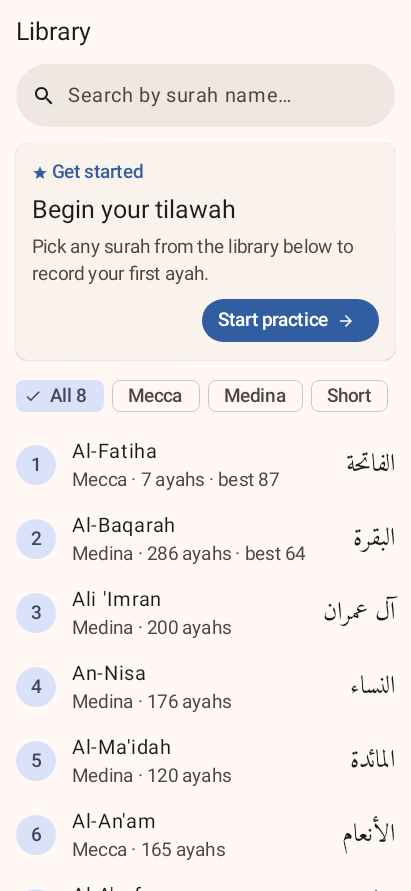 Library
Search by surah name…
Get started
Begin your tilawah
Pick any surah from the library below to
record your first ayah.
Start practice
All 8 Mecca Medina Short
1 Al-Fatiha الفاتحة
Mecca · 7 ayahs · best 87
2 Al-Baqarah البقرة
Medina · 286 ayahs · best 64
3 Ali 'Imran آل عمران
Medina · 200 ayahs
4 An-Nisa النساء
Medina · 176 ayahs
5 Al-Ma'idah المائدة
Medina · 120 ayahs
6 Al-An'am الأنعام
Mecca · 165 ayahs